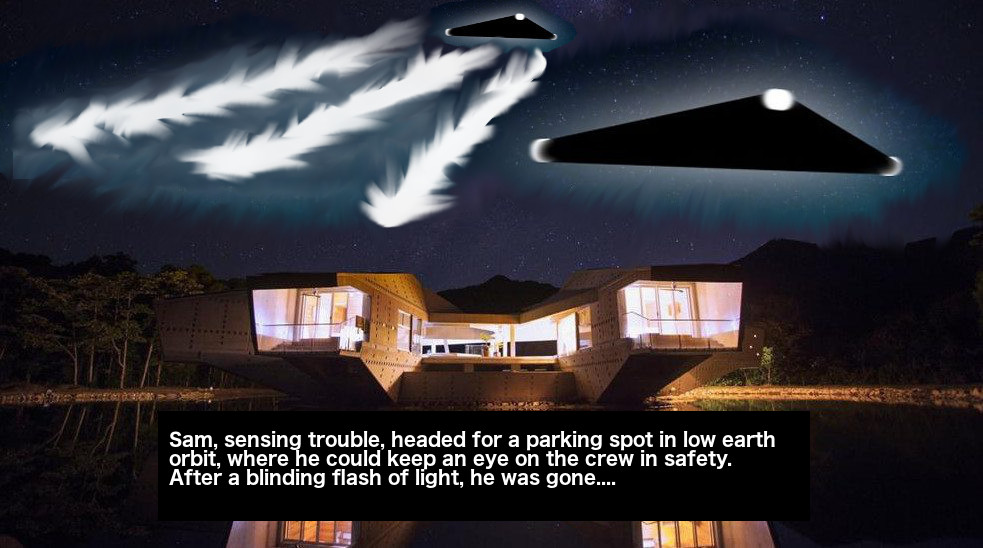 Sam, sensing trouble, headed for a parking spot in low earth
orbit, where he could keep an eye on the crew in safety.
After a blinding flash of light, he was gone....